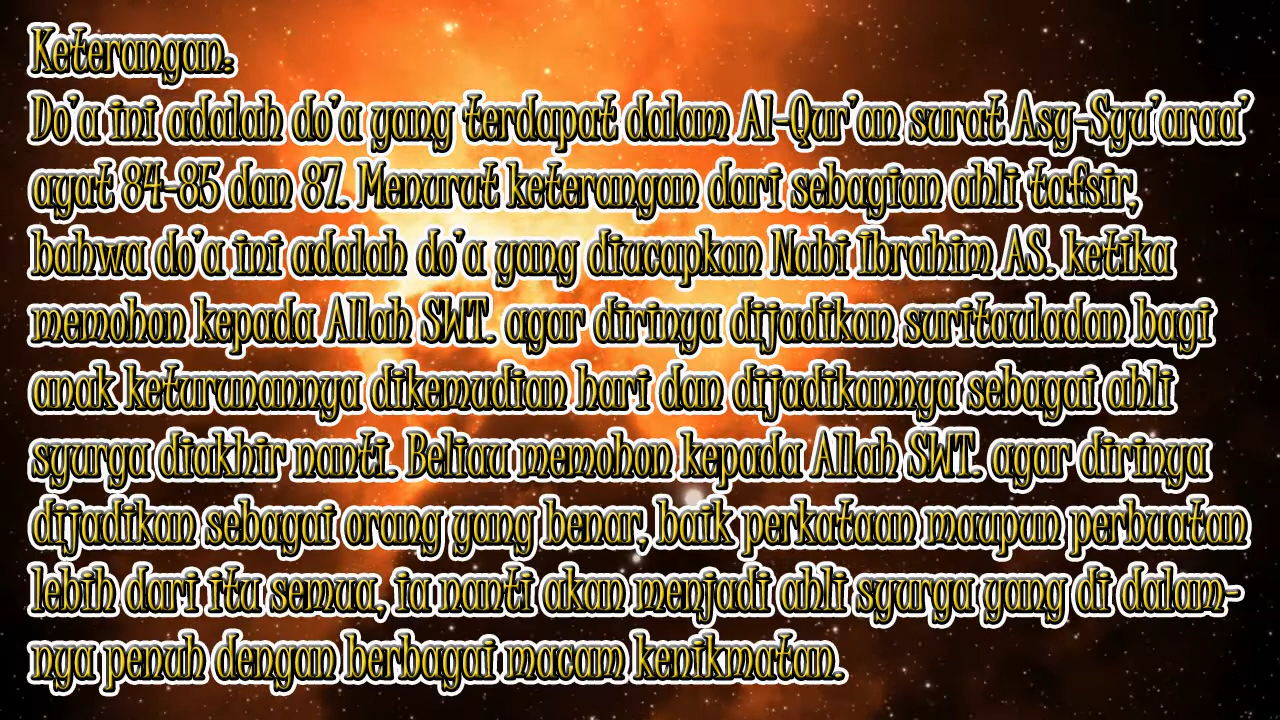 Keterangan:
Do'a ini adalah do'a yang terdapat dalam Al-Qur'an surat Asy-Syu'araa'
ayat 84-85 dan 87. Menurut keterangan dari sebagian ahli tafsir,
bahwa do'a ini adalah do'a yang diucapkan Nabi Ibrahim AS. ketika
memohon kepada Allah SWT. agar dirinya dijadikan suritauladan bagi
anak keturunannya dikemudian hari dan dijadikannya sebagai ahli
syurga diakhir nanti. Beliau memohon kepada Allah SWT. agar dirinya
dijadikan sebagai orang yang benar, baik perkataan maupun perbuatan
lebih dari itu semua, ia nanti akan menjadi ahli syurga yang di dalam-
nya penuh dengan berbagai macam kenikmatan.